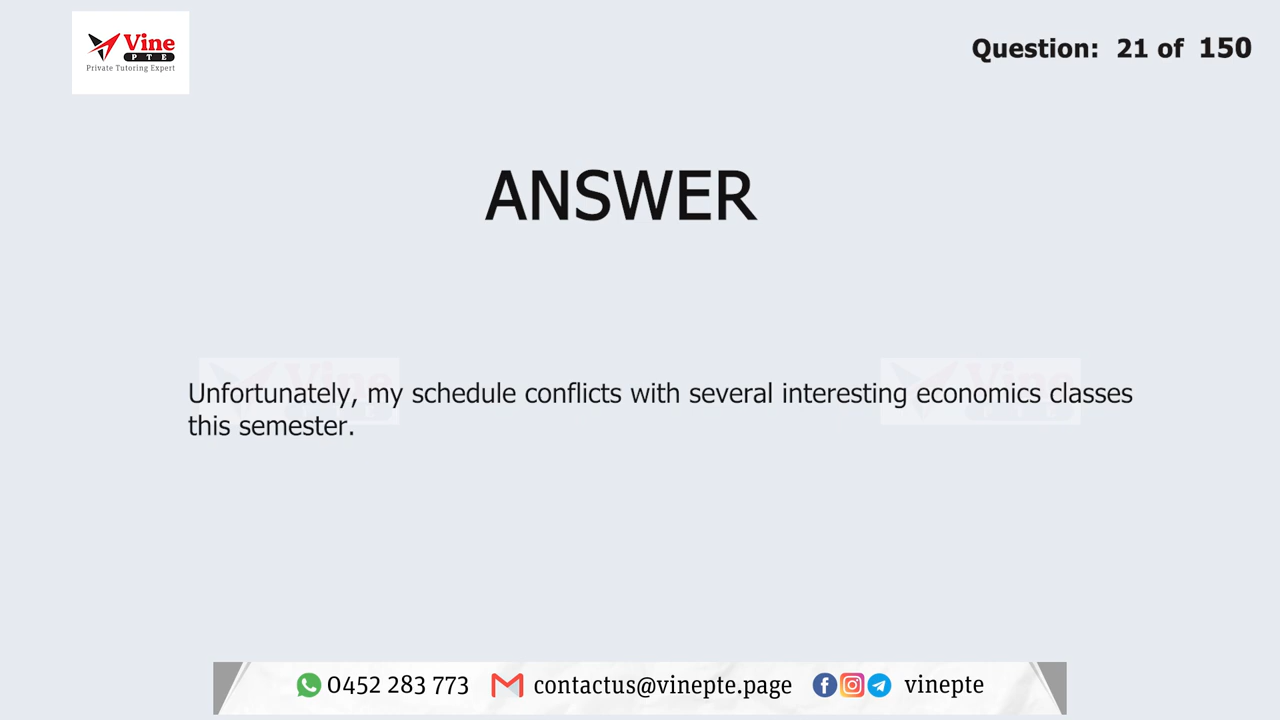 Vine
PTE
Private Tutoring Expert
Question: 21 of 150
ANSWER
Unfortunately, my schedule conflicts with several interesting economics classes
this semester.
0452 283 773 contactus@vinepte.page vinepte